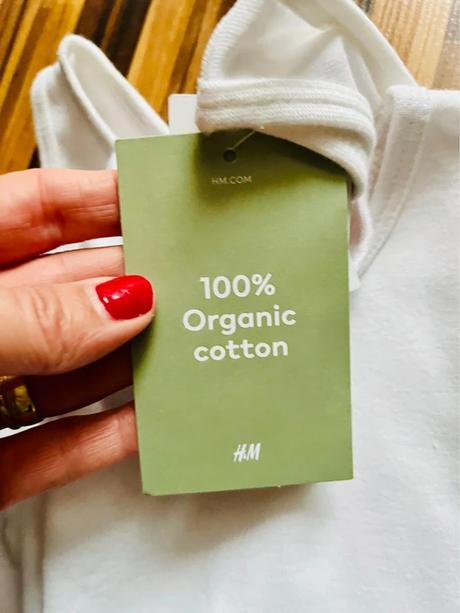 HM.COM
100%
Organic
cotton
H&M